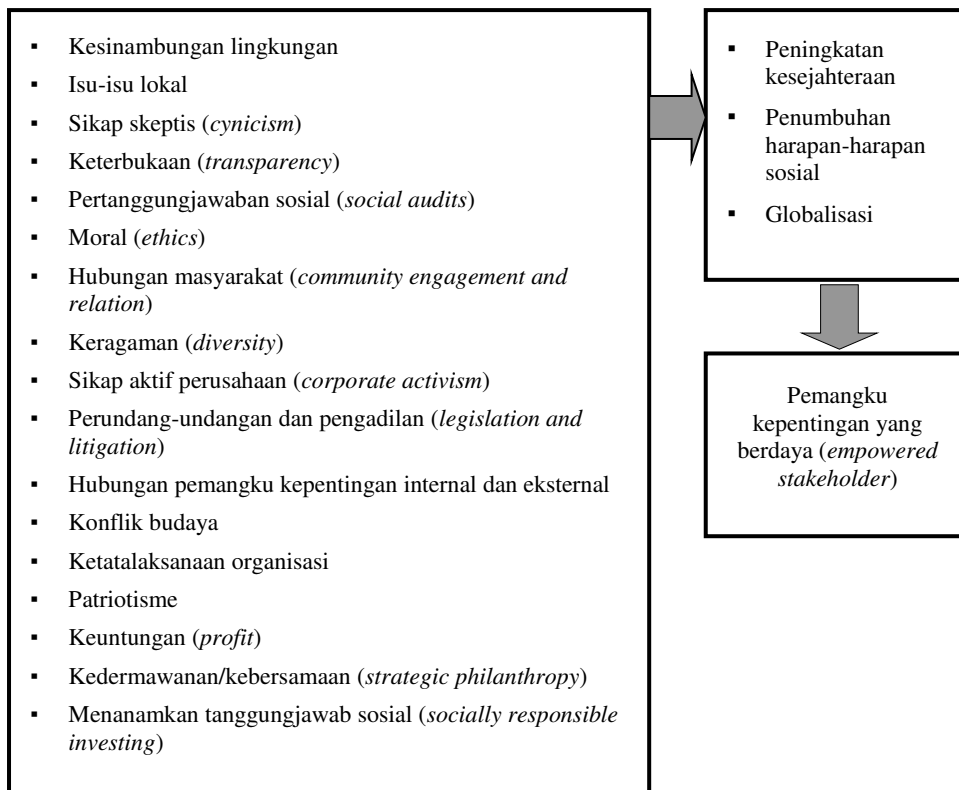 ▪ Kesinambungan lingkungan
▪ Isu-isu lokal
▪ Sikap skeptis (cynicism)
▪ Keterbukaan (transparency)
▪ Pertanggungjawaban sosial (social audits)
▪ Moral (ethics)
▪ Hubungan masyarakat (community engagement and
relation)
▪ Keragaman (diversity)
▪ Sikap aktif perusahaan (corporate activism)
▪ Perundang-undangan dan pengadilan (legislation and
litigation)
▪ Hubungan pemangku kepentingan internal dan eksternal
▪ Konflik budaya
▪ Ketatalaksanaan organisasi
▪ Patriotisme
▪ Keuntungan (profit)
▪ Kedermawanan/kebersamaan (strategic philanthropy)
▪ Menanamkan tanggungjawab sosial (socially responsible
investing)
▪ Peningkatan
kesejahteraan
▪ Penumbuhan
harapan-harapan
sosial
▪ Globalisasi
Pemangku
kepentingan yang
berdaya (empowered
stakeholder)